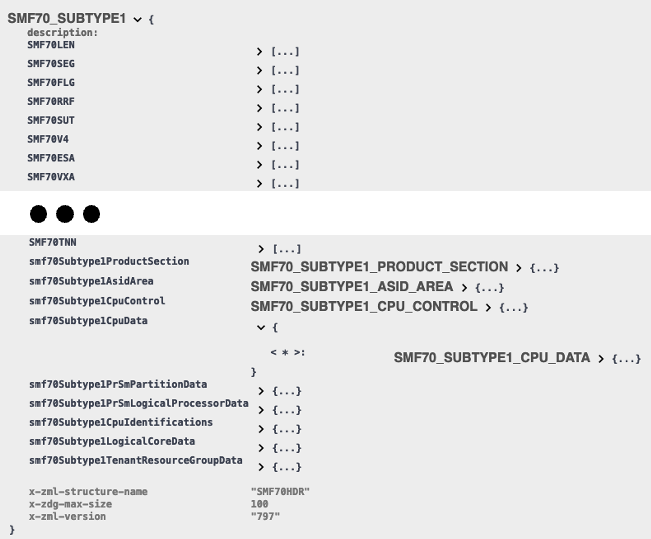 SMF70_SUBTYPE1 {
description:
SMF70LEN [...]
SMF70SEG [...]
SMF70FLG [...]
SMF70RRF [...]
SMF70SUT [...]
SMF70V4 [...]
SMF70ESA [...]
SMF70VXA [...]
SMF70TNN [...]
smf70Subtype1ProductSection SMF70_SUBTYPE1_PRODUCT_SECTION {...}
smf70Subtype1AsidArea SMF70_SUBTYPE1_ASID_AREA {...}
smf70Subtype1CpuControl SMF70_SUBTYPE1_CPU_CONTROL {...}
smf70Subtype1CpuData {
< * >: SMF70_SUBTYPE1_CPU_DATA {...}
}
smf70Subtype1PrSmPartitionData {...}
smf70Subtype1PrSmLogicalProcessorData {...}
smf70Subtype1CpuIdentifications {...}
smf70Subtype1LogicalCoreData {...}
smf70Subtype1TenantResourceGroupData {...}
x-zml-structure-name "SMF70HDR"
x-zdg-max-size 100
x-zml-version "797"
}